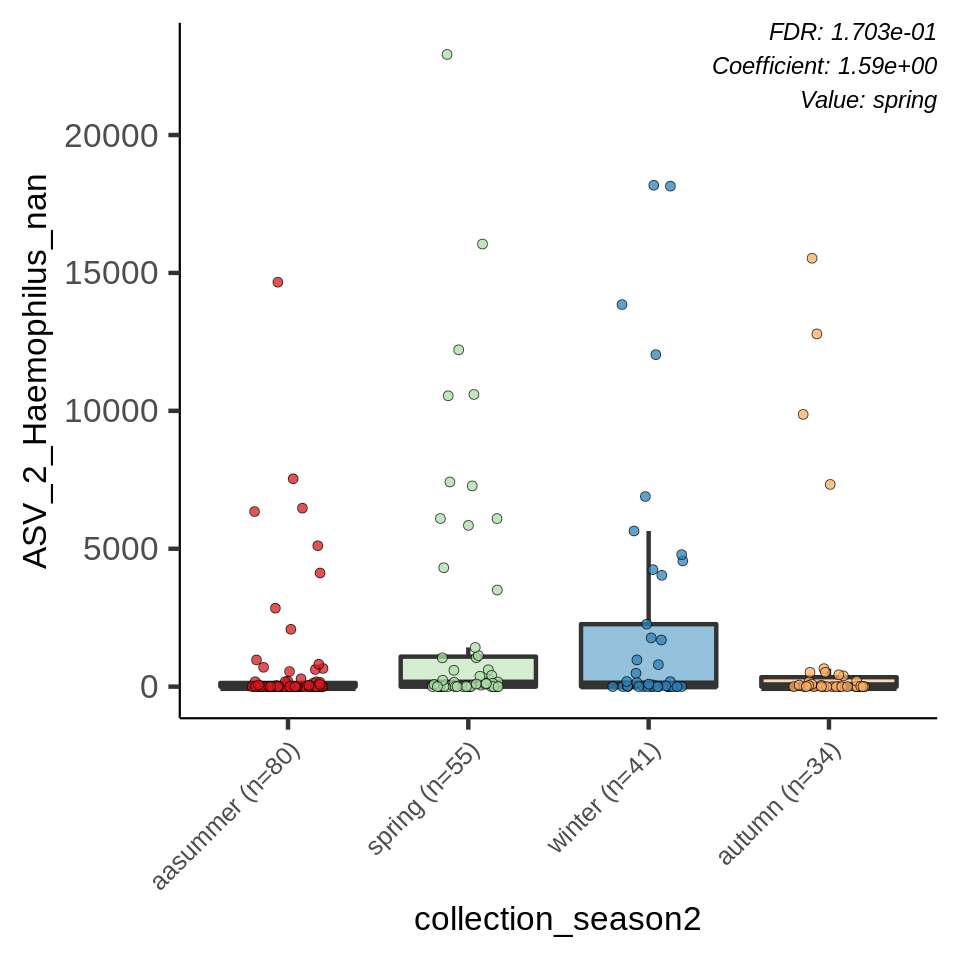 FDR: 1.703e-01
Coefficient: 1.59e+00
Value: spring
ASV_2_Haemophilus_nan
20000
15000
10000
5000
0
aasummer (n=80)
spring (n=55)
winter (n=41)
autumn (n=34)
collection_season2